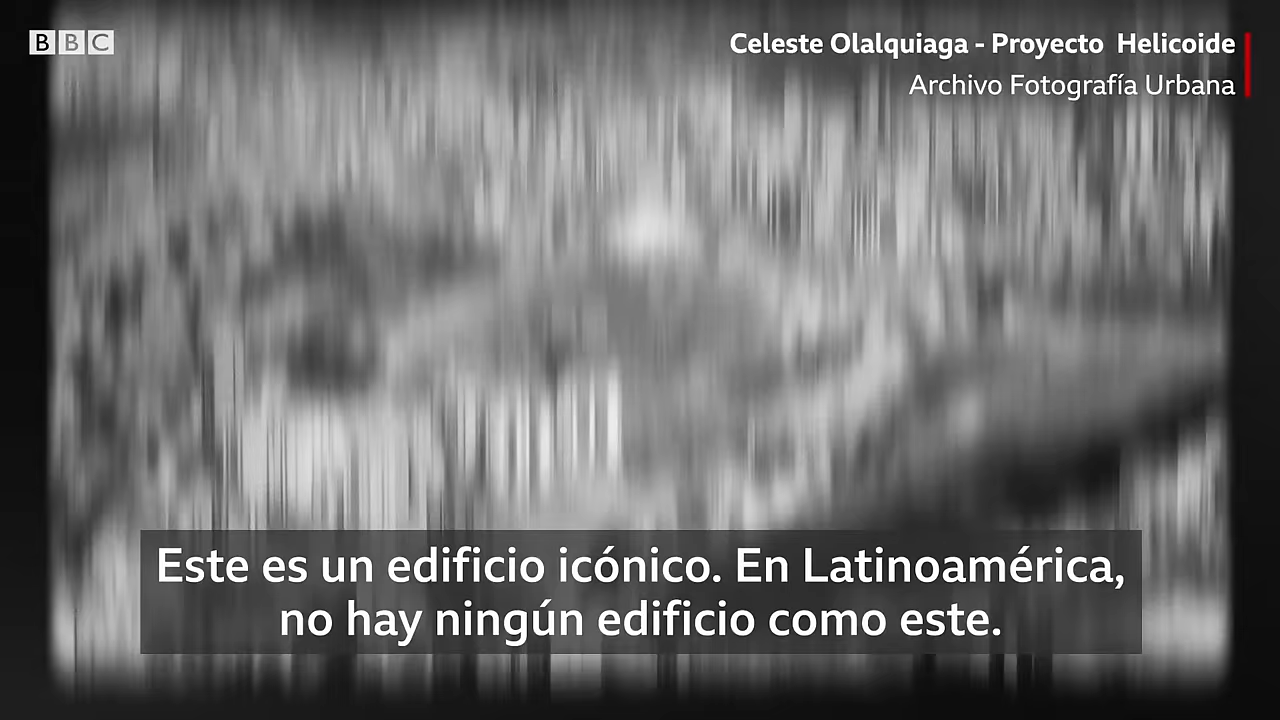 BBC
Celeste Olalquiaga - Proyecto Helicoide
Archivo Fotografía Urbana
Este es un edificio icónico. En Latinoamérica,
no hay ningún edificio como este.